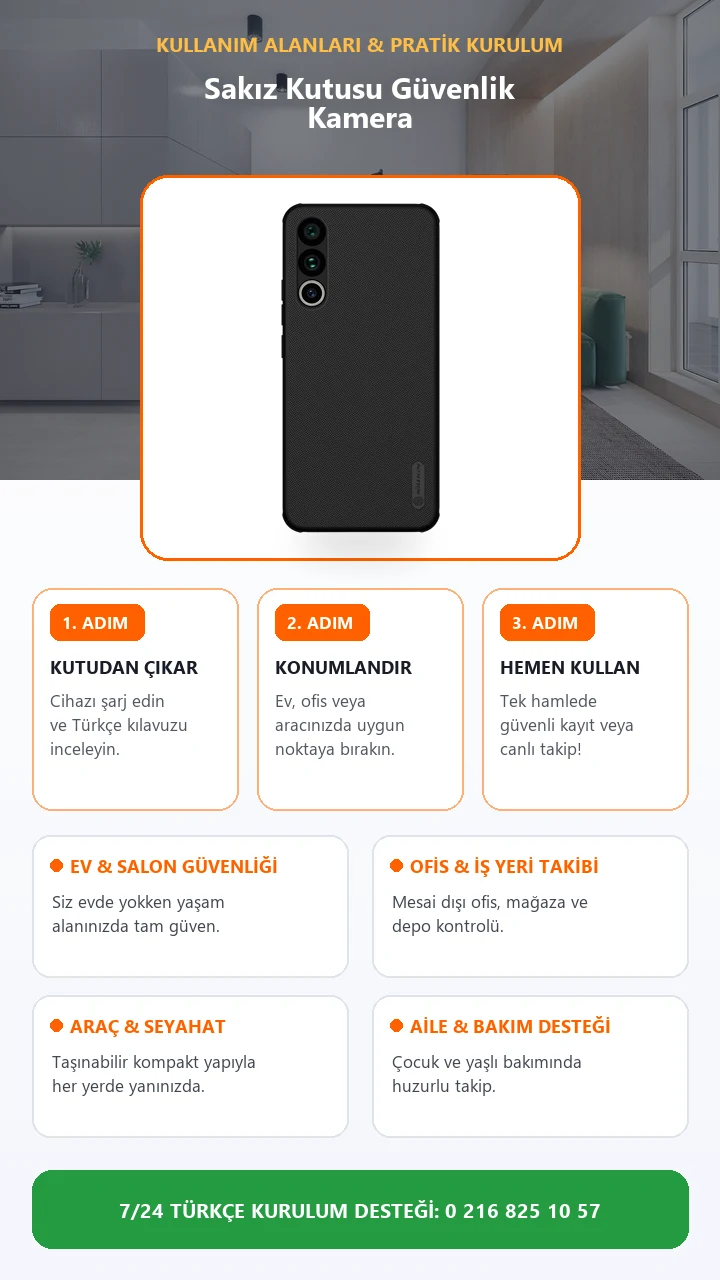 KULLANIM ALANLARI & PRATİK KURULUM
Sakız Kutusu Güvenlik
Kamera
1. ADIM
KUTUDAN ÇIKAR
Cihazı şarj edin
ve Türkçe kılavuzu
inceleyin.
2. ADIM
KONUMLANDIR
Ev, ofis veya
aracınızda uygun
noktaya bırakın.
3. ADIM
HEMEN KULLAN
Tek hamlede
güvenli kayıt veya
canlı takip!
EV & SALON GÜVENLİĞİ
Siz evde yokken yaşam
alanınızda tam güven.
OFİS & İŞ YERİ TAKİBİ
Mesai dışı ofis, mağaza ve
depo kontrolü.
ARAÇ & SEYAHAT
Taşınabilir kompakt yapıyla
her yerde yanınızda.
AİLE & BAKIM DESTEĞİ
Çocuk ve yaşlı bakımında
huzurlu takip.
7/24 TÜRKÇE KURULUM DESTEĞİ: 0 216 825 10 57